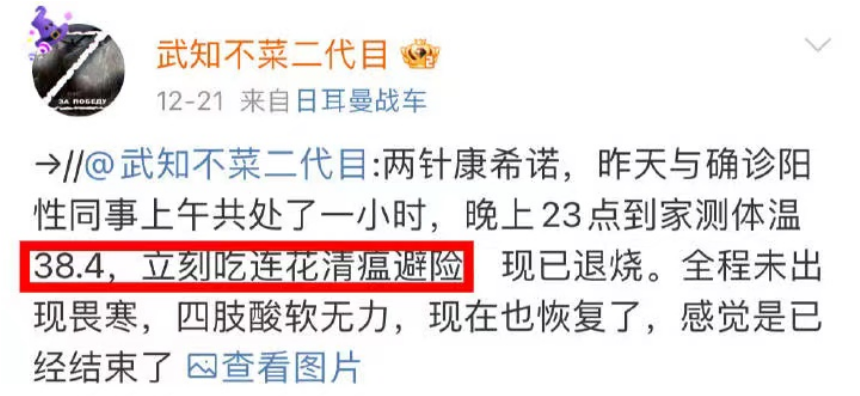 武知不菜二代目
ЗА ПОБЕДУ
12-21 来自日耳曼战车
→//@武知不菜二代目:两针康希诺，昨天与确诊阳
性同事上午共处了一小时，晚上23点到家测体温
38.4，立刻吃连花清瘟避险 现已退烧。全程未出
现畏寒，四肢酸软无力，现在也恢复了，感觉是已
经结束了 查看图片